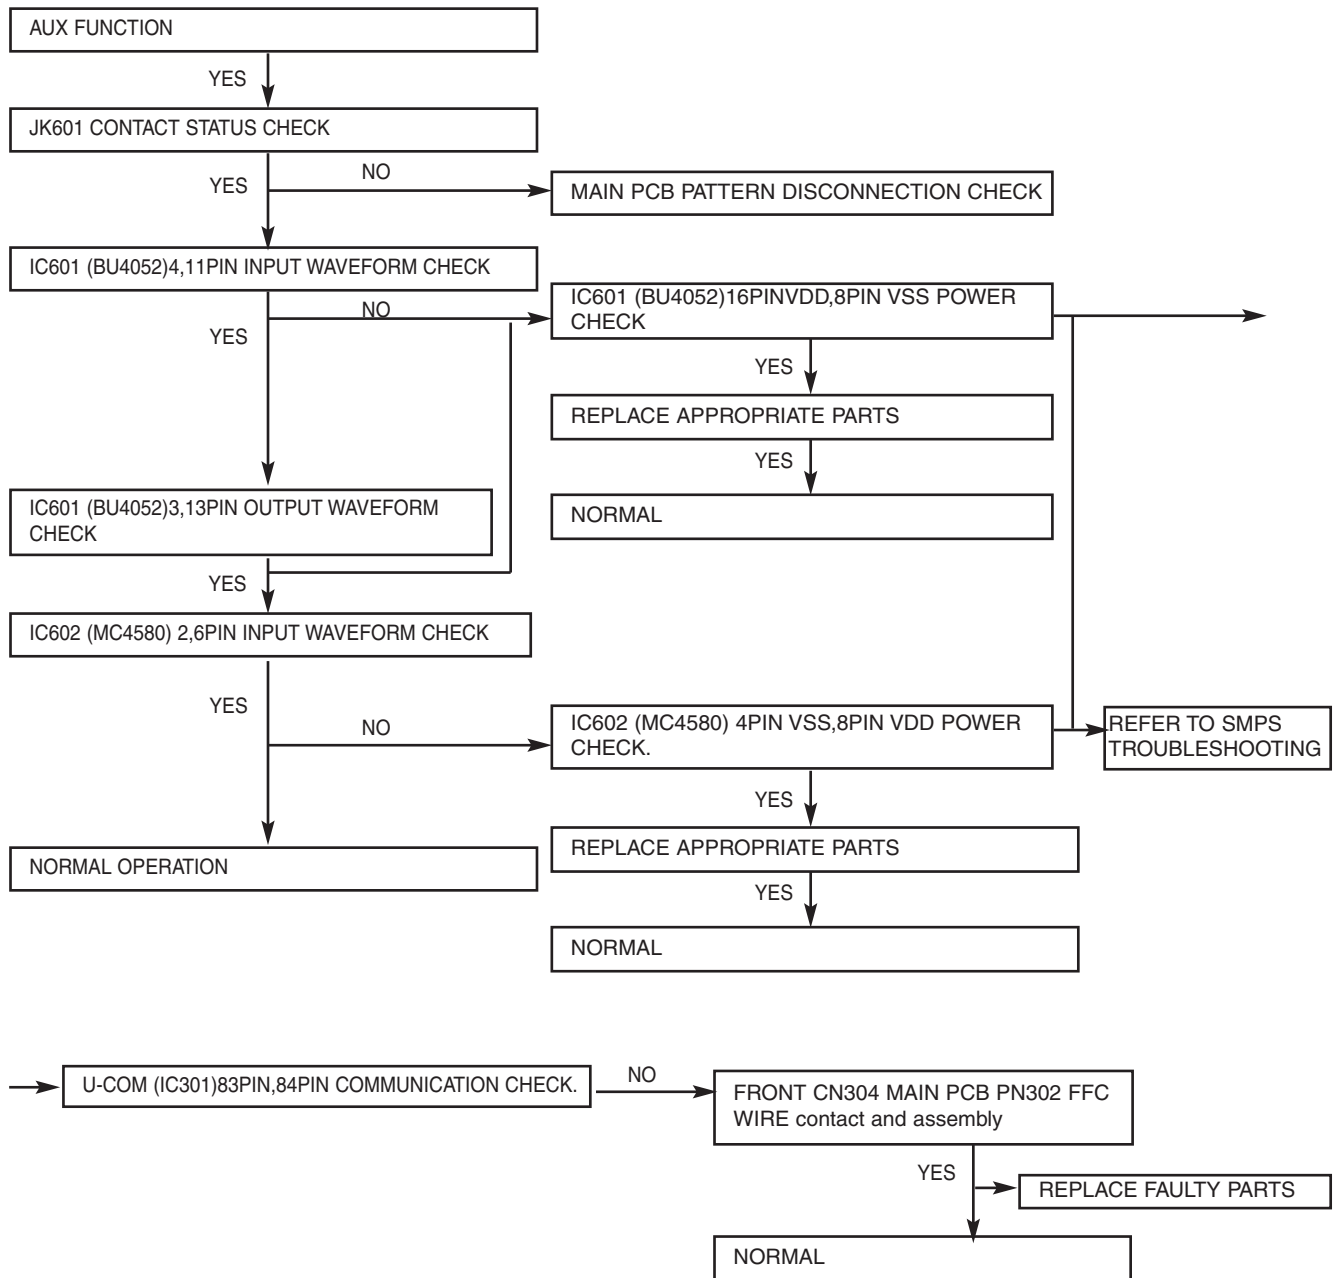 AUX FUNCTION
YES
JK601 CONTACT STATUS CHECK
YES
NO
MAIN PCB PATTERN DISCONNECTION CHECK
IC601 (BU4052)4,11PIN INPUT WAVEFORM CHECK
NO
YES
IC601 (BU4052)16PINVDD,8PIN VSS POWER
CHECK
YES
REPLACE APPROPRIATE PARTS
YES
NORMAL
IC601 (BU4052)3,13PIN OUTPUT WAVEFORM
CHECK
YES
IC602 (MC4580) 2,6PIN INPUT WAVEFORM CHECK
YES
NO
IC602 (MC4580) 4PIN VSS,8PIN VDD POWER
CHECK.
REFER TO SMPS
TROUBLESHOOTING
YES
REPLACE APPROPRIATE PARTS
YES
NORMAL
NORMAL OPERATION
U-COM (IC301)83PIN,84PIN COMMUNICATION CHECK.
NO
FRONT CN304 MAIN PCB PN302 FFC
WIRE contact and assembly
YES
REPLACE FAULTY PARTS
NORMAL